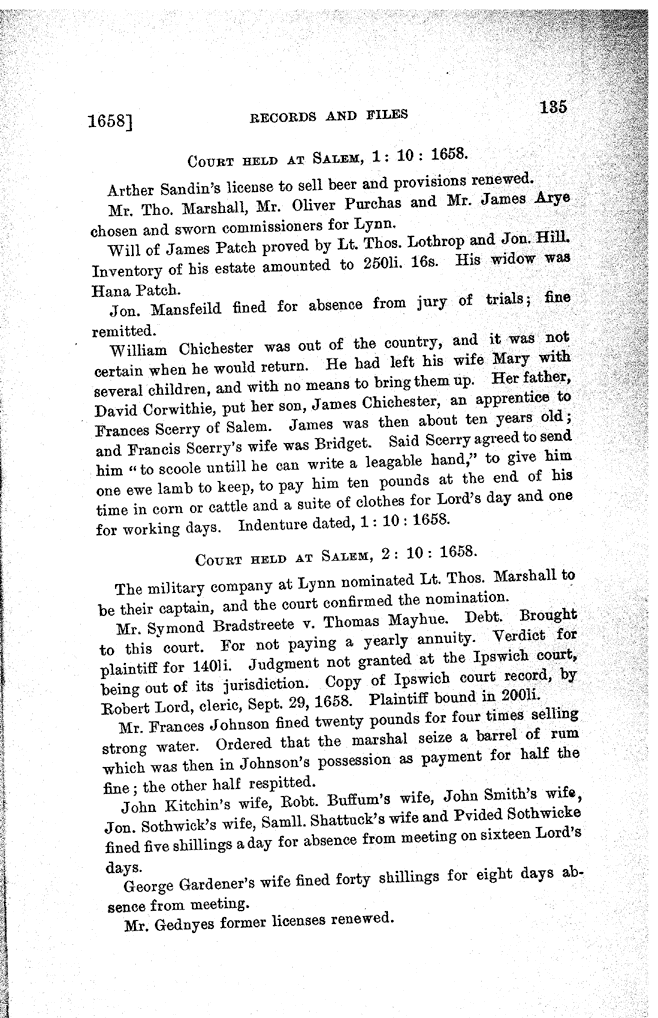 1658] RECORDS AND FILES 135
COURT HELD AT SALEM, 1 : 10 : 1658.
Arther Sandin's license to sell beer and provisions renewed.
Mr. Tho. Marshall, Mr. Oliver Purchas and Mr. James Arye
chosen and sworn commissioners for Lynn.
Will of James Patch proved by Lt. Thos. Lothrop and Jon. Hill.
Inventory of his estate amounted to 250li. 16s. His widow was
Hana Patch.
Jon. Mansfeild fined for absence from jury of trials; fine
remitted.
William Chichester was out of the country, and it was not
certain when he would return. He had left his wife Mary with
several children, and with no means to bring them up. Her father,
David Corwithie, put her son, James Chichester, an apprentice to
Frances Scerry of Salem. James was then about ten years old;
and Francis Scerry's wife was Bridget. Said Scerry agreed to send
him "to scoole untill he can write a leagable hand," to give him
one ewe lamb to keep, to pay him ten pounds at the end of his
time in corn or cattle and a suite of clothes for Lord's day and one
for working days. Indenture dated, 1 : 10 : 1658.
COURT HELD AT SALEM, 2 : 10 : 1658.
The military company at Lynn nominated Lt. Thos. Marshall to
be their captain, and the court confirmed the nomination.
Mr. Symond Bradstreete v. Thomas Mayhue. Debt. Brought
to this court. For not paying a yearly annuity. Verdict for
plaintiff for 140li. Judgment not granted at the Ipswich court,
being out of its jurisdiction. Copy of Ipswich court record, by
Robert Lord, cleric, Sept. 29, 1658. Plaintiff bound in 200li.
Mr. Frances Johnson fined twenty pounds for four times selling
strong water. Ordered that the marshal seize a barrel of rum
which was then in Johnson's possession as payment for half the
fine; the other half respitted.
John Kitchin's wife, Robt. Buffum's wife, John Smith's wife,
Jon. Sothwick's wife, Samll. Shattuck's wife and Pvided Sothwicke
fined five shillings a day for absence from meeting on sixteen Lord's
days.
George Gardener's wife fined forty shillings for eight days ab-
sence from meeting.
Mr. Gednyes former licenses renewed.